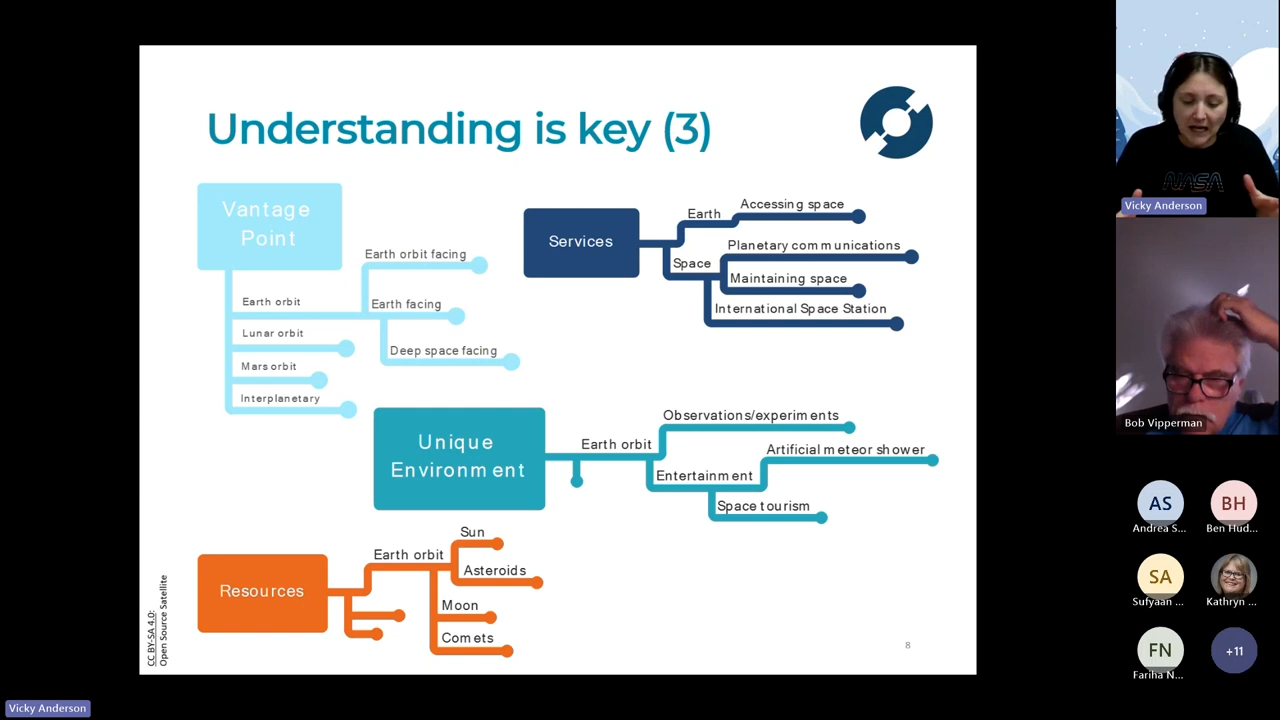 Understanding is key (3)
Vantage
Point
Earth orbit facing
Earth orbit
Earth facing
Lunar orbit
Deep space facing
Mars orbit
Interplanetary
Services
Earth
Accessing space
Space
Planetary communications
Maintaining space
International Space Station
Unique
Environment
Earth orbit
Observations/experiments
Entertainment
Artificial meteor shower
Space tourism
Resources
Earth orbit
Sun
Asteroids
Moon
Comets
CC BY-SA 4.0:
Open Source Satellite
8
NASA
Vicky Anderson
Bob Vipperman
AS
Andrea S...
BH
Ben Hud...
SA
Sufyaan ...
Kathryn ...
FN
Fariha N...
+11
Vicky Anderson